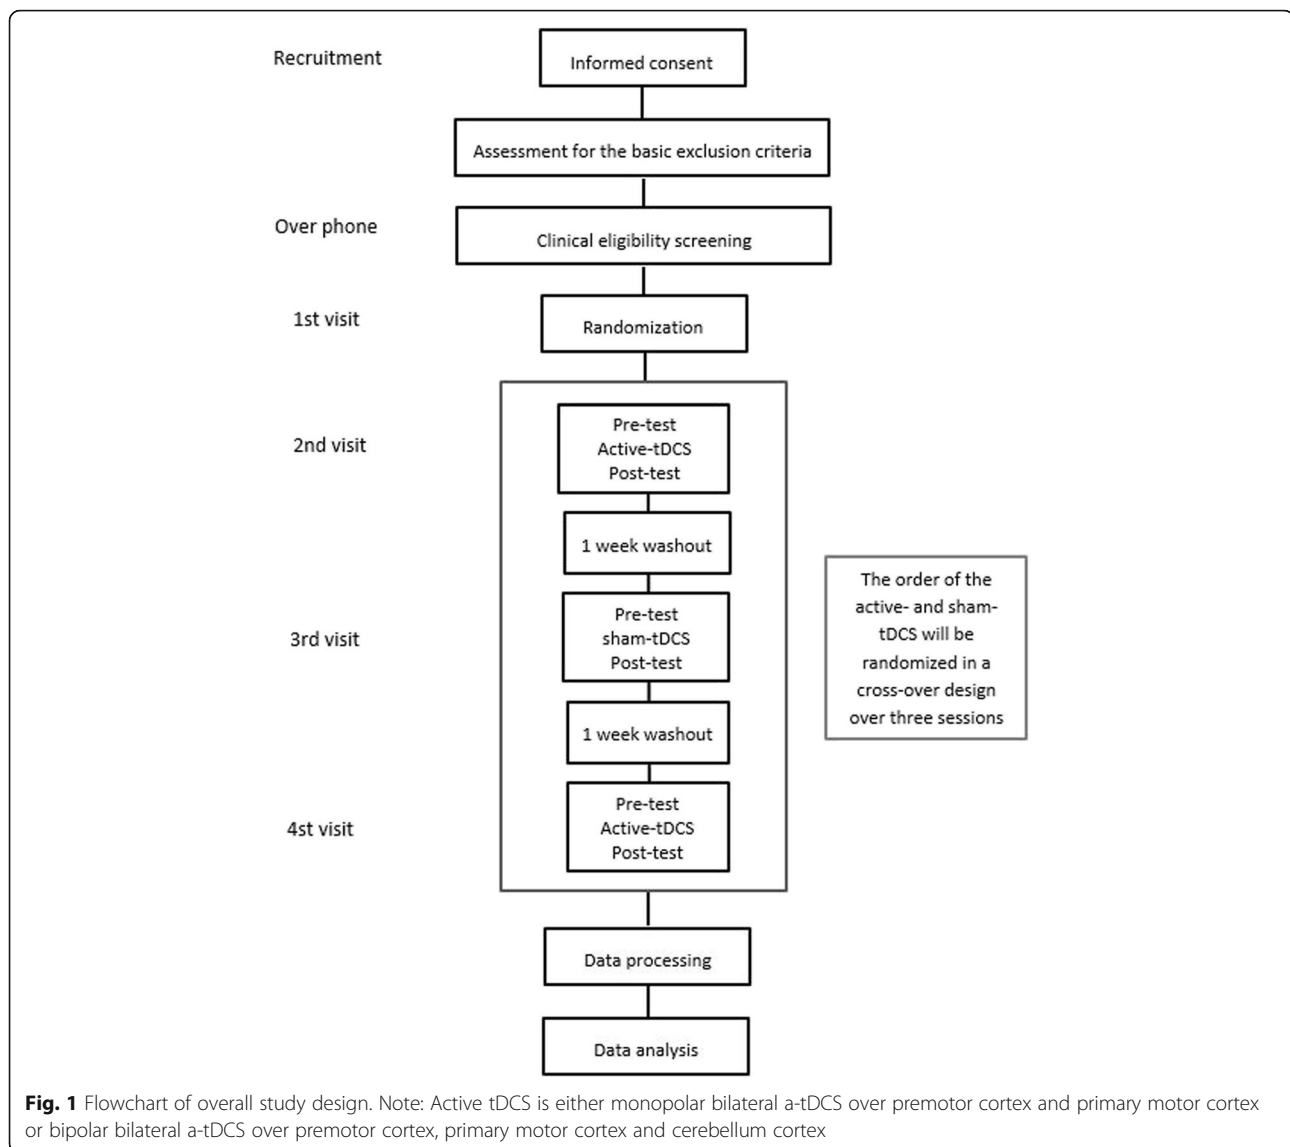 Recruitment
Informed consent
Assessment for the basic exclusion criteria
Over phone
Clinical eligibility screening
1st visit
Randomization
2nd visit
Pre-test
Active-tDCS
Post-test
1 week washout
3rd visit
Pre-test
sham-tDCS
Post-test
1 week washout
4st visit
Pre-test
Active-tDCS
Post-test
The order of the
active- and sham-
tDCS will be
randomized in a
cross-over design
over three sessions
Data processing
Data analysis
Fig. 1 Flowchart of overall study design. Note: Active tDCS is either monopolar bilateral a-tDCS over premotor cortex and primary motor cortex
or bipolar bilateral a-tDCS over premotor cortex, primary motor cortex and cerebellum cortex